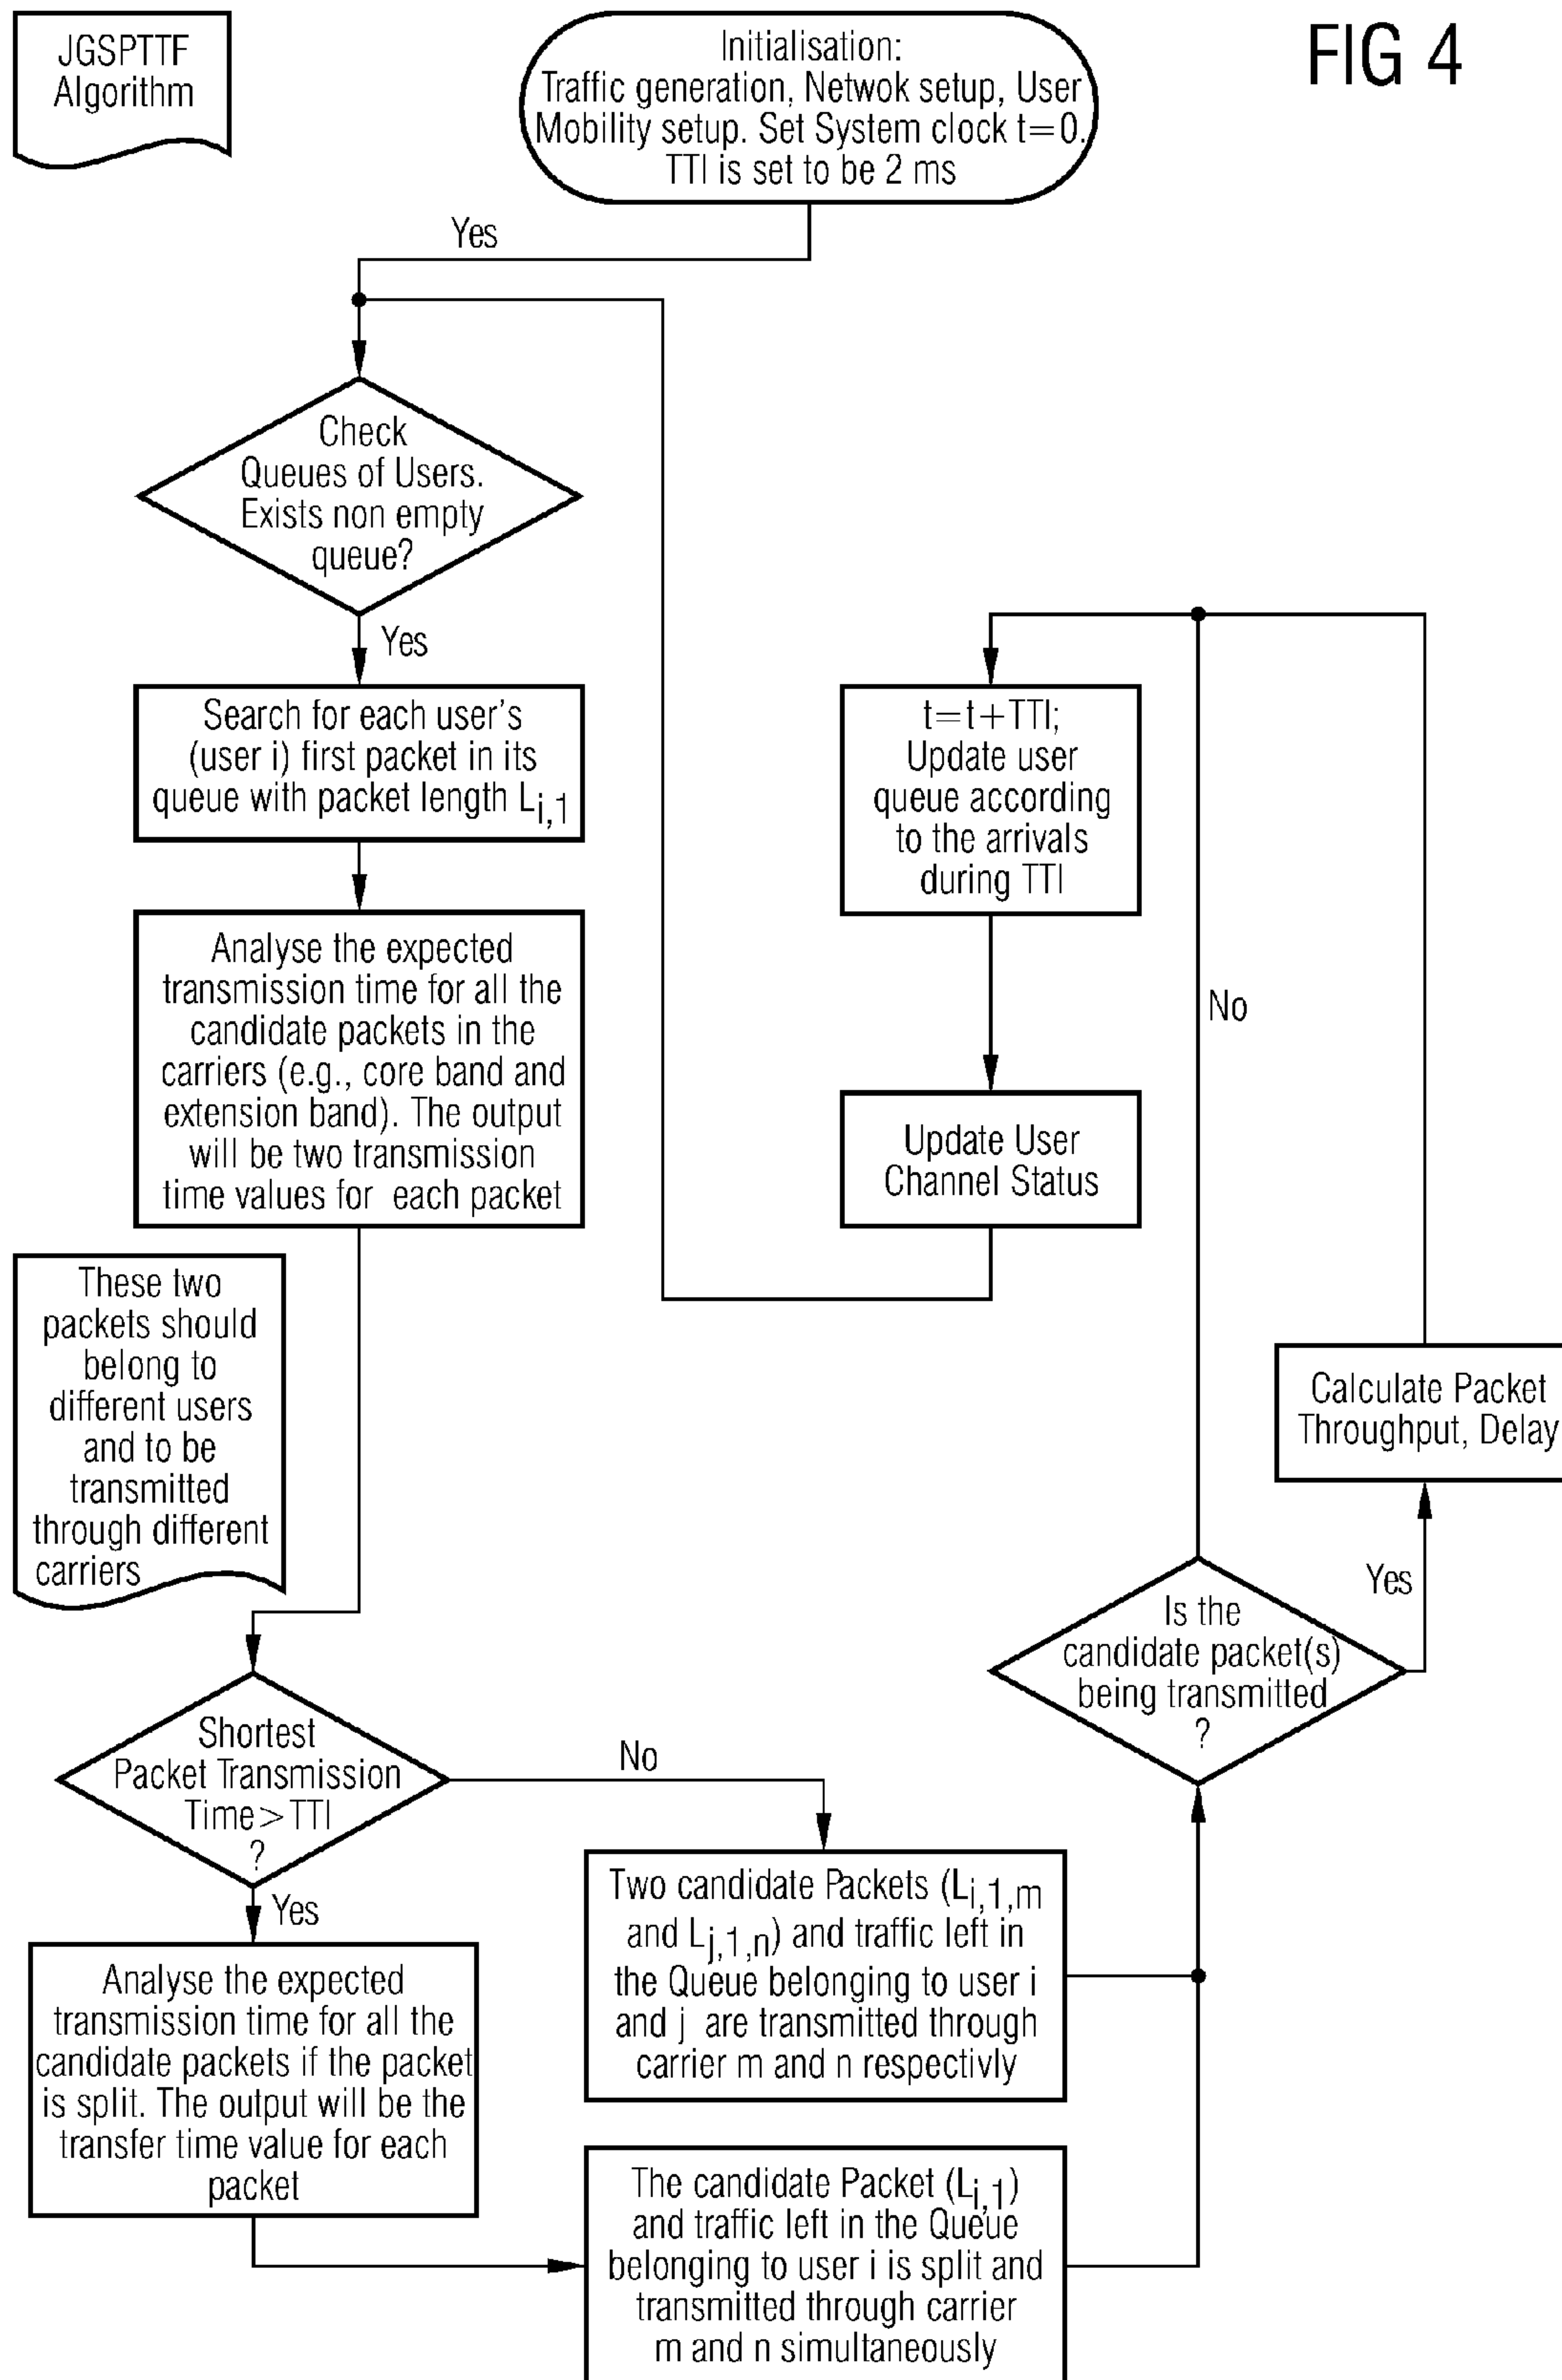 JGSPTTF
Algorithm
Initialisation:
Traffic generation, Netwok setup, User
Mobility setup. Set System clock t=0.
TTI is set to be 2 ms
FIG 4
Yes
Check
Queues of Users.
Exists non empty
queue?
Yes
Search for each user's
(user i) first packet in its
queue with packet length Li,1
Analyse the expected
transmission time for all the
candidate packets in the
carriers (e.g., core band and
extension band). The output
will be two transmission
time values for each packet
t=t+TTI;
Update user
queue according
to the arrivals
during TTI
Update User
Channel Status
No
These two
packets should
belong to
different users
and to be
transmitted
through different
carriers
Calculate Packet
Throughput, Delay
Yes
Is the
candidate packet(s)
being transmitted
?
Shortest
Packet Transmission
Time>TTI
?
No
Yes
Two candidate Packets (Li,1,m
and Lj,1,n) and traffic left in
the Queue belonging to user i
and j are transmitted through
carrier m and n respectivly
Analyse the expected
transmission time for all the
candidate packets if the packet
is split. The output will be the
transfer time value for each
packet
The candidate Packet (Li,1)
and traffic left in the Queue
belonging to user i is split and
transmitted through carrier
m and n simultaneously